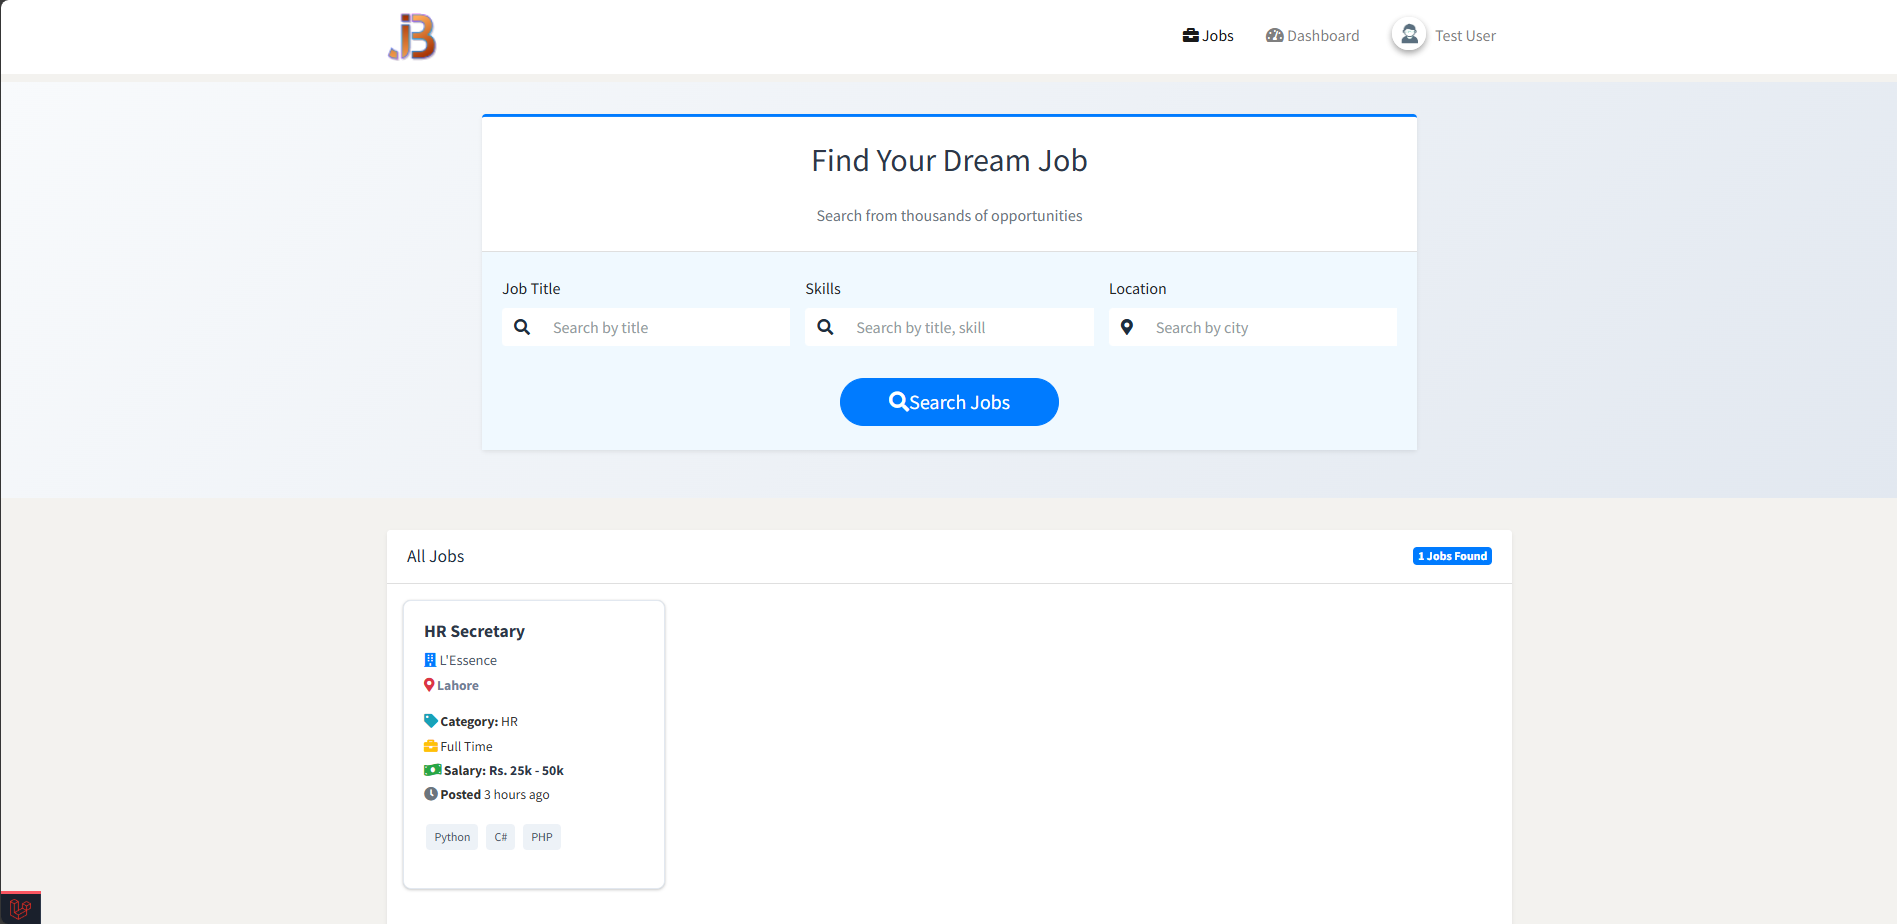 JB
Jobs
Dashboard
Test User
Find Your Dream Job
Search from thousands of opportunities
Job Title
Skills
Location
Search by title
Search by title, skill
Search by city
Search Jobs
All Jobs
1 Jobs Found
HR Secretary
L'Essence
Lahore
Category: HR
Full Time
Salary: Rs. 25k - 50k
Posted 3 hours ago
Python
C#
PHP